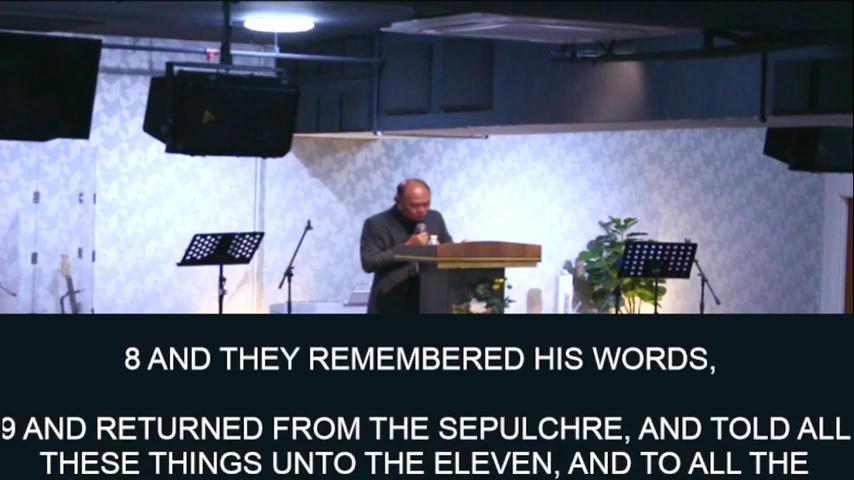 8 AND THEY REMEMBERED HIS WORDS,
9 AND RETURNED FROM THE SEPULCHRE, AND TOLD ALL
THESE THINGS UNTO THE ELEVEN, AND TO ALL THE